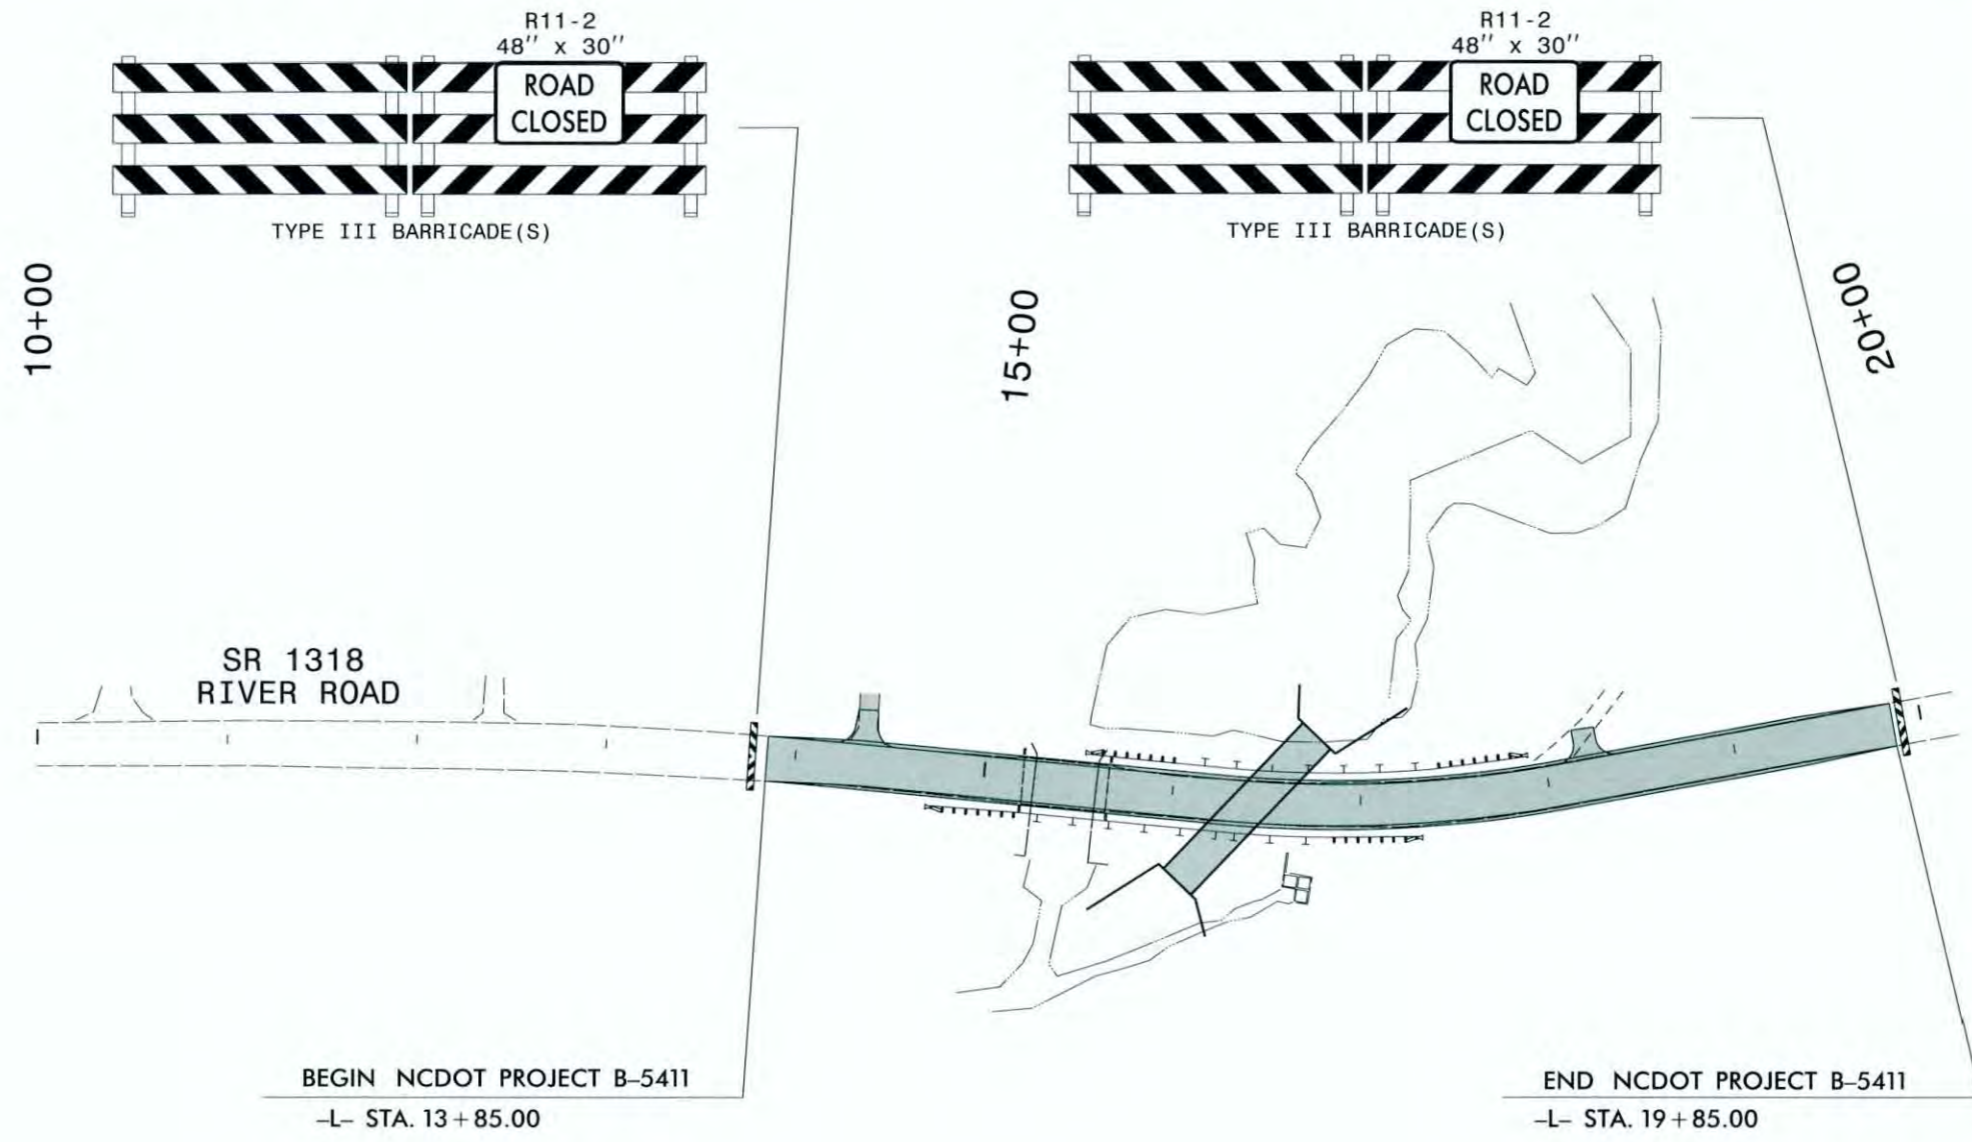 R11-2
48" x 30"
ROAD
CLOSED
TYPE III BARRICADE(S)
R11-2
48" x 30"
ROAD
CLOSED
TYPE III BARRICADE(S)
10+00
15+00
20+00
SR 1318
RIVER ROAD
BEGIN NCDOT PROJECT B–5411
–L– STA. 13+85.00
END NCDOT PROJECT B–5411
–L– STA. 19+85.00